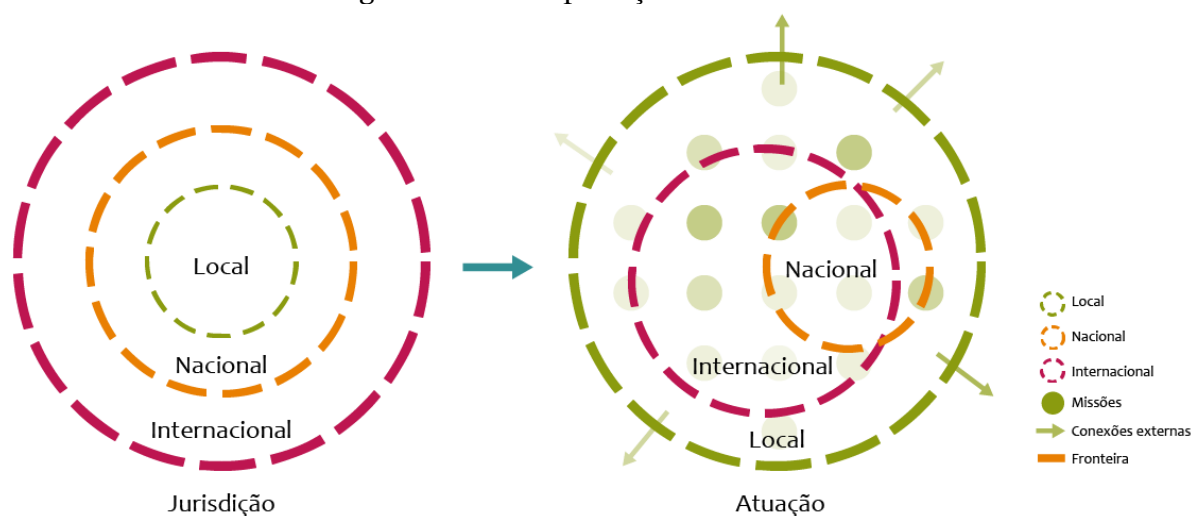 Local
Nacional
Internacional
Jurisdição
Nacional
Internacional
Local
Atuação
Local
Nacional
Internacional
Missões
Conexões externas
Fronteira